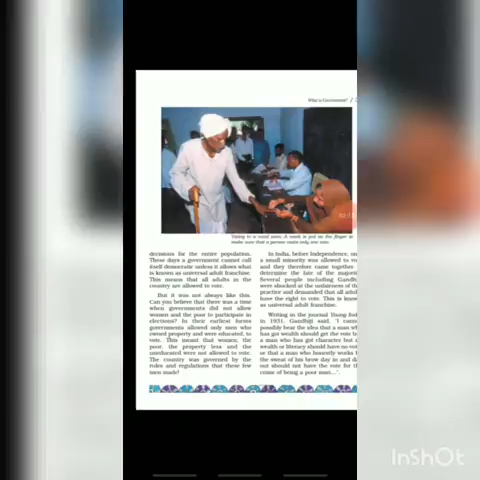 What is Government? /
Voting in a rural area: A mark is put on the finger to
make sure that a person casts only one vote.
decisions for the entire population.
These days a government cannot call
itself democratic unless it allows what
is known as universal adult franchise.
This means that all adults in the
country are allowed to vote.
But it was not always like this.
Can you believe that there was a time
when governments did not allow
women and the poor to participate in
elections? In their earliest forms
governments allowed only men who
owned property and were educated, to
vote. This meant that women, the
poor, the property less and the
uneducated were not allowed to vote.
The country was governed by the
rules and regulations that these few
men made!
In India, before Independence, on
a small minority was allowed to vo
and they therefore came together
determine the fate of the majori
Several people including Gandh
were shocked at the unfairness of th
practice and demanded that all adul
have the right to vote. This is know
as universal adult franchise.
Writing in the journal Young Ind
in 1931, Gandhiji said, "I canno
possibly bear the idea that a man wh
has got wealth should get the vote bu
a man who has got character but
wealth or literacy should have no vot
or that a man who honestly works b
the sweat of his brow day in and da
out should not have the vote for th
crime of being a poor man...".
InShOt